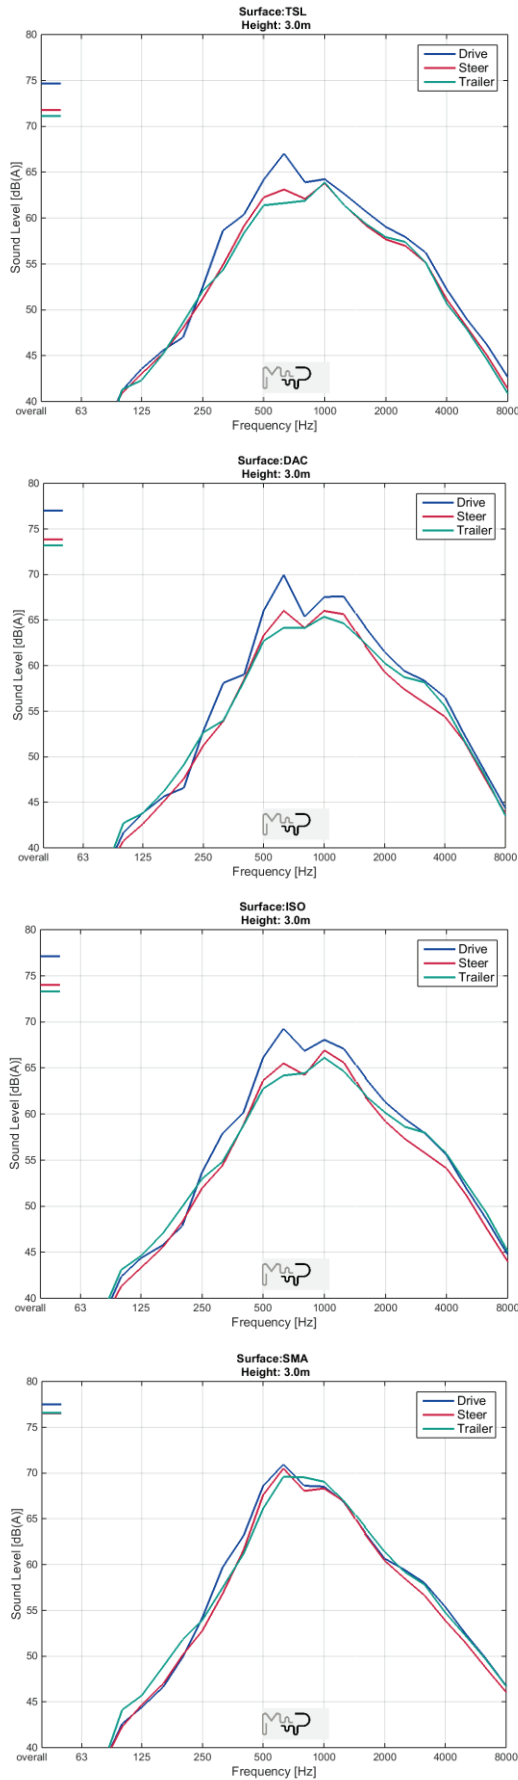 Surface:TSL
Height: 3.0m
80
75
70
65
60
55
50
45
40
Sound Level [dB(A)]
Drive
Steer
Trailer
MwP
overall 63 125 250 500 1000 2000 4000 8000
Frequency [Hz]
Surface:DAC
Height: 3.0m
80
75
70
65
60
55
50
45
40
Sound Level [dB(A)]
Drive
Steer
Trailer
MwP
overall 63 125 250 500 1000 2000 4000 8000
Frequency [Hz]
Surface:ISO
Height: 3.0m
80
75
70
65
60
55
50
45
40
Sound Level [dB(A)]
Drive
Steer
Trailer
MwP
overall 63 125 250 500 1000 2000 4000 8000
Frequency [Hz]
Surface:SMA
Height: 3.0m
80
75
70
65
60
55
50
45
40
Sound Level [dB(A)]
Drive
Steer
Trailer
MwP
overall 63 125 250 500 1000 2000 4000 8000
Frequency [Hz]